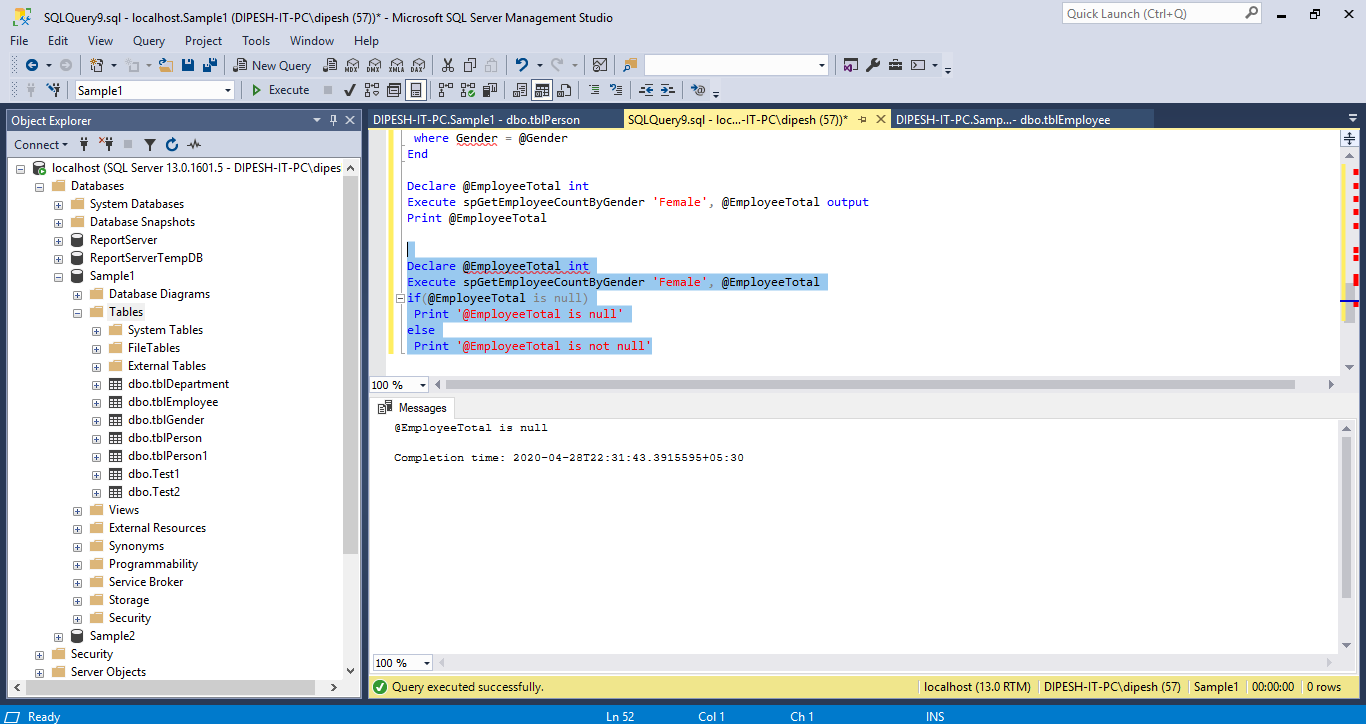 SQLQuery9.sql - localhost.Sample1 (DIPESH-IT-PC\dipesh (57))* - Microsoft SQL Server Management Studio
Quick Launch (Ctrl+Q)
File Edit View Query Project Tools Window Help
New Query MDX DMX XMLA DAX
Sample1 Execute
Object Explorer
Connect
localhost (SQL Server 13.0.1601.5 - DIPESH-IT-PC\dipes
Databases
System Databases
Database Snapshots
ReportServer
ReportServerTempDB
Sample1
Database Diagrams
Tables
System Tables
FileTables
External Tables
dbo.tblDepartment
dbo.tblEmployee
dbo.tblGender
dbo.tblPerson
dbo.tblPerson1
dbo.Test1
dbo.Test2
Views
External Resources
Synonyms
Programmability
Service Broker
Storage
Security
Sample2
Security
Server Objects
DIPESH-IT-PC.Sample1 - dbo.tblPerson SQLQuery9.sql - loc...-IT-PC\dipesh (57))* DIPESH-IT-PC.Samp...- dbo.tblEmployee
where Gender = @Gender
End
Declare @EmployeeTotal int
Execute spGetEmployeeCountByGender 'Female', @EmployeeTotal output
Print @EmployeeTotal
Declare @EmployeeTotal int
Execute spGetEmployeeCountByGender 'Female', @EmployeeTotal
if(@EmployeeTotal is null)
Print '@EmployeeTotal is null'
else
Print '@EmployeeTotal is not null'
100 %
Messages
@EmployeeTotal is null
Completion time: 2020-04-28T22:31:43.3915595+05:30
100 %
Query executed successfully. localhost (13.0 RTM) DIPESH-IT-PC\dipesh (57) Sample1 00:00:00 0 rows
Ready Ln 52 Col 1 Ch 1 INS